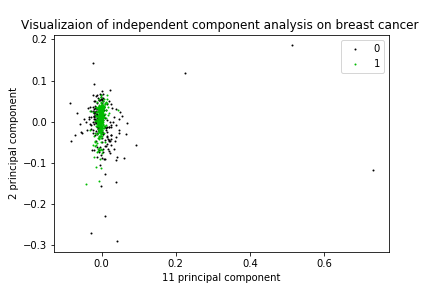 Visualizaion of independent component analysis on breast cancer
0
1
0.2
0.1
0.0
−0.1
−0.2
−0.3
2 principal component
0.0 0.2 0.4 0.6
11 principal component